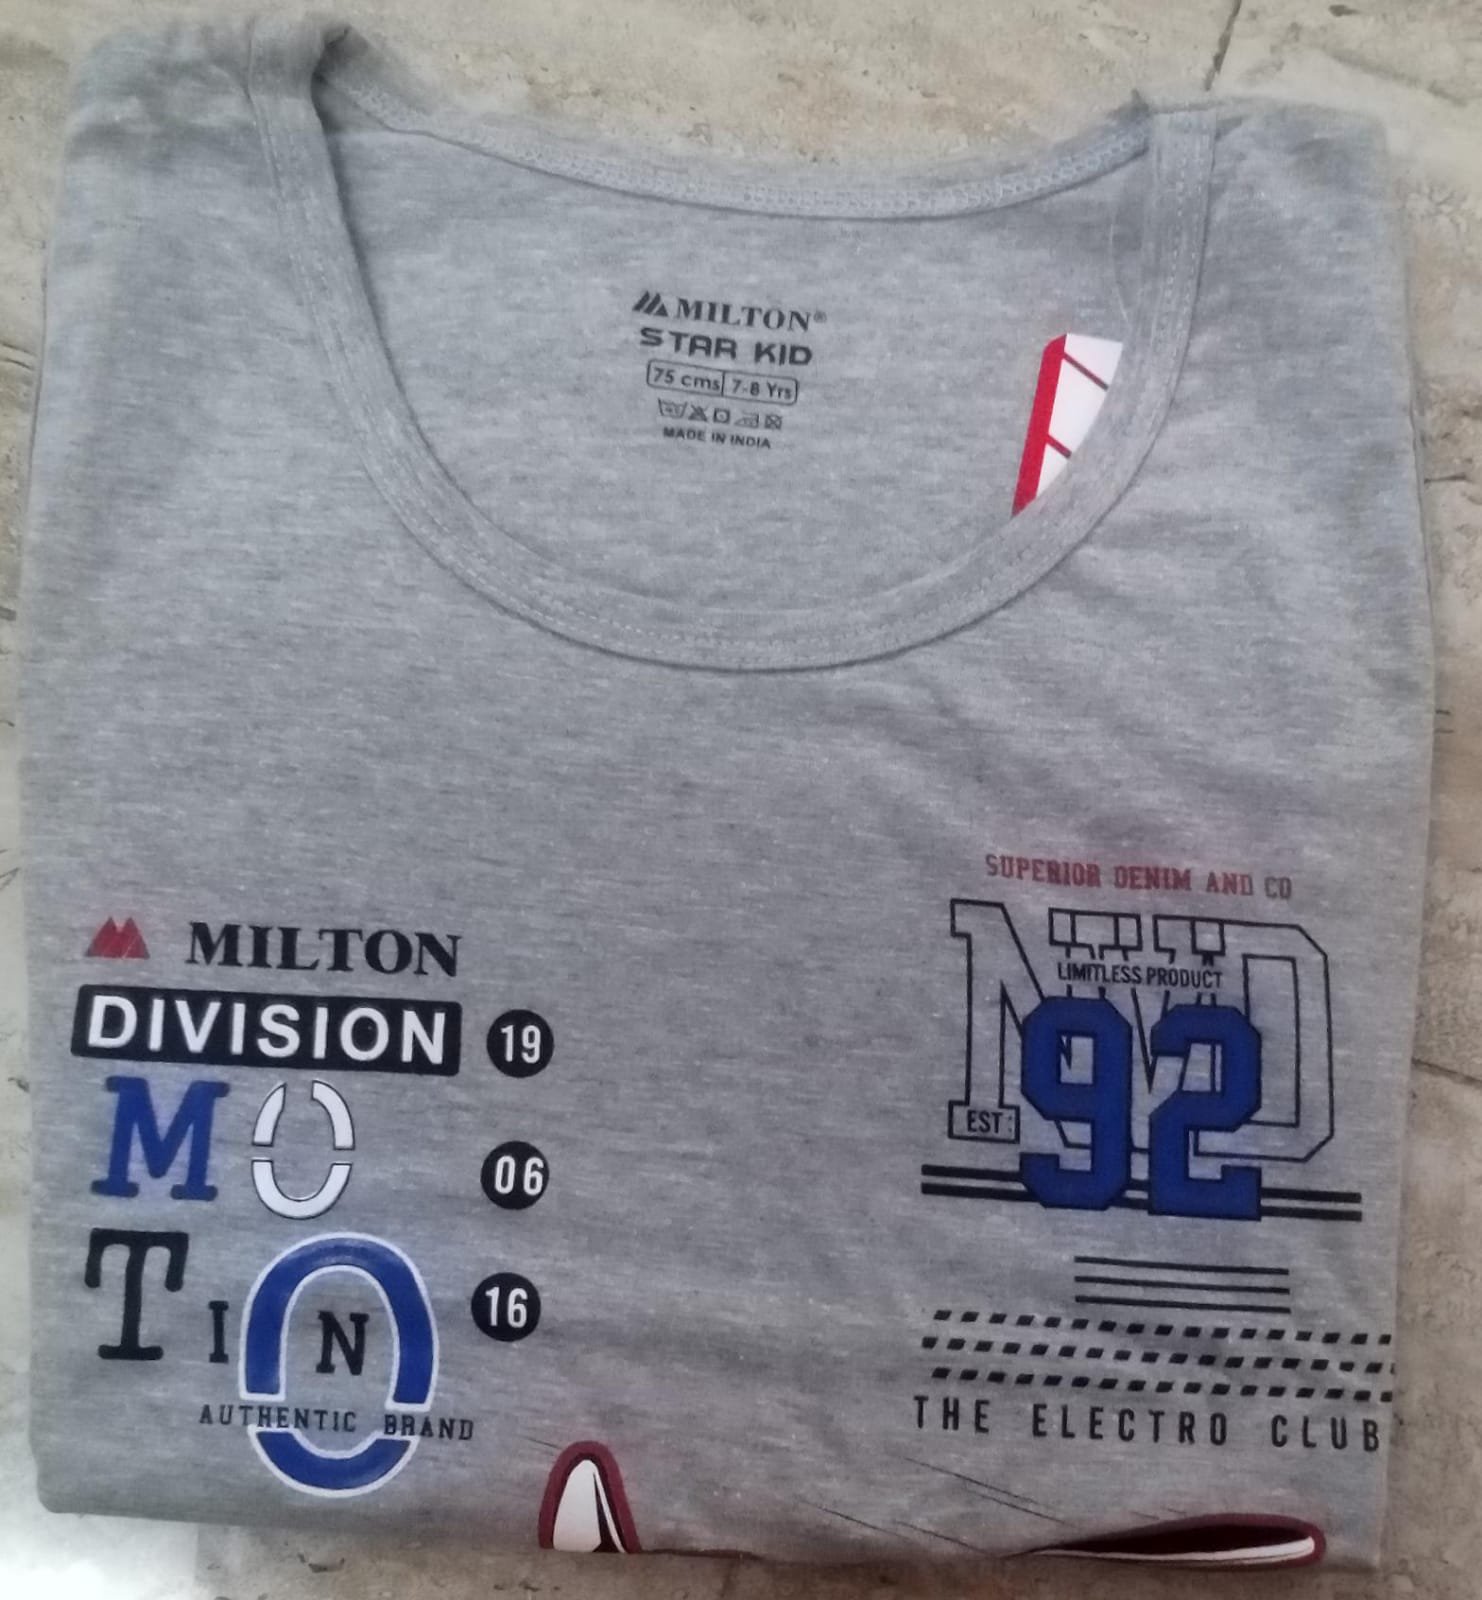 MILTON®
STAR KID
75 cms 7-8 Yrs
MADE IN INDIA
MILTON
DIVISION 19
MO 06
TION 16
AUTHENTIC BRAND
SUPERIOR DENIM AND CO
LIMITLESS PRODUCT
92
EST :
THE ELECTRO CLUB